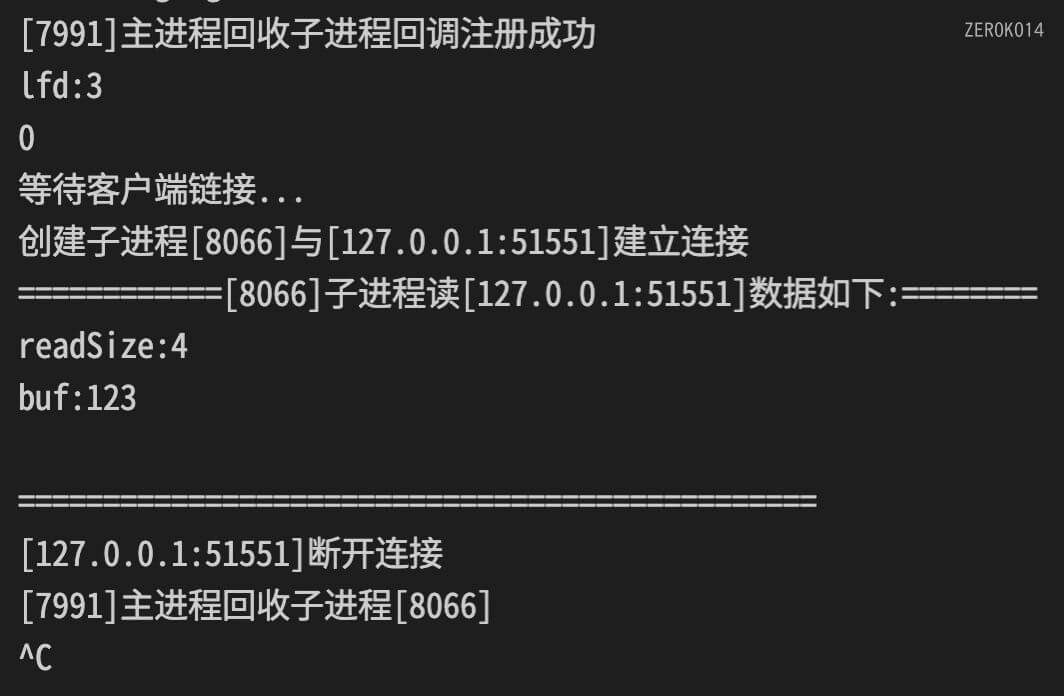 [7991]主进程回收子进程回调注册成功
ZEROK014
lfd:3
0
等待客户端链接...
创建子进程[8066]与[127.0.0.1:51551]建立连接
============[8066]子进程读[127.0.0.1:51551]数据如下:========
readSize:4
buf:123
===============================================
[127.0.0.1:51551]断开连接
[7991]主进程回收子进程[8066]
^C